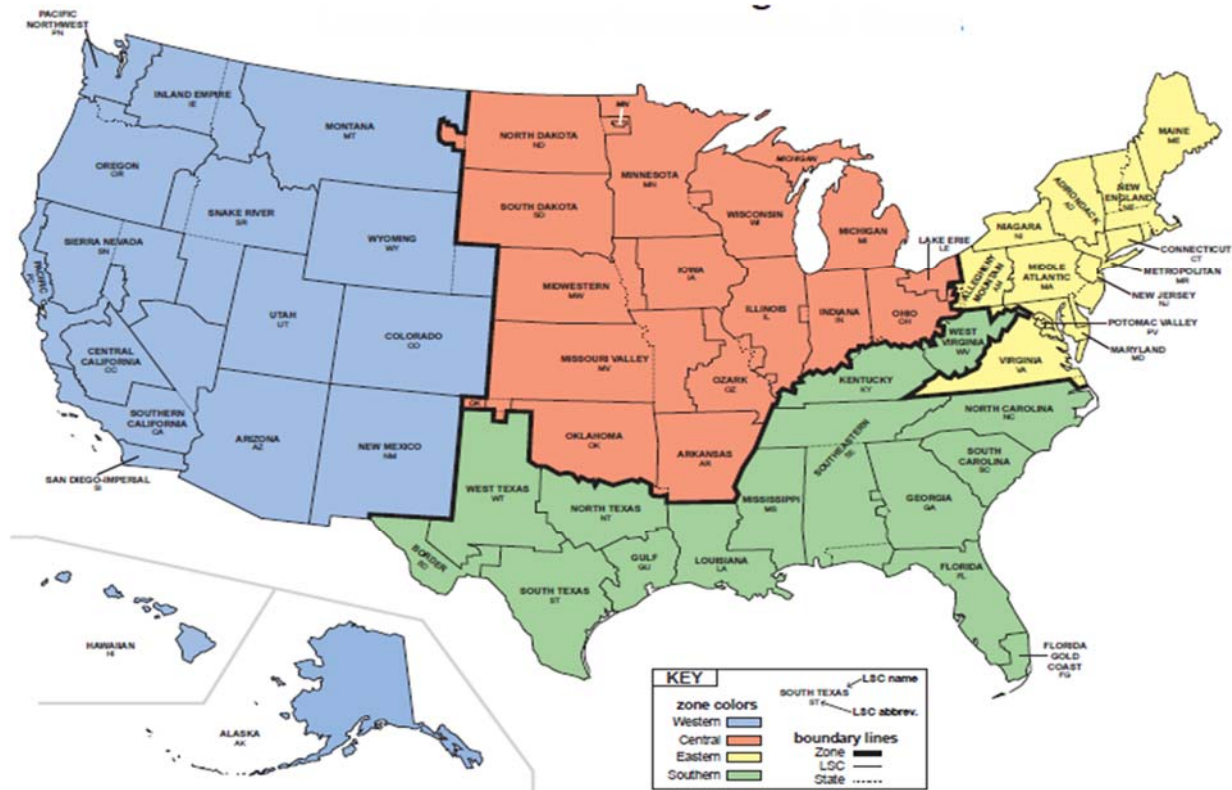 PACIFIC
NORTHWEST
PN
INLAND EMPIRE
IE
MONTANA
MT
OREGON
OR
SNAKE RIVER
SR
WYOMING
WY
SIERRA NEVADA
SN
PACIFIC
UTAH
UT
COLORADO
CO
CENTRAL
CALIFORNIA
CC
SOUTHERN
CALIFORNIA
CA
ARIZONA
AZ
NEW MEXICO
NM
SAN DIEGO-IMPERIAL
SI
HAWAIIAN
HI
ALASKA
AK
NORTH DAKOTA
ND
MN
MINNESOTA
MN
SOUTH DAKOTA
SD
WISCONSIN
WI
MICHIGAN
MICHIGAN
MI
LAKE ERIE
LE
MIDWESTERN
MW
IOWA
IA
ILLINOIS
IL
INDIANA
IN
OHIO
OH
MISSOURI VALLEY
MV
OZARK
OZ
OK
OKLAHOMA
OK
ARKANSAS
AR
MAINE
ME
ADIRONDACK
AD
NEW
ENGLAND
NE
NIAGARA
NI
CONNECTICUT
CT
METROPOLITAN
MR
ALLEGHENY
MOUNTAIN
AM
MIDDLE
ATLANTIC
MA
NEW JERSEY
NJ
POTOMAC VALLEY
PV
MARYLAND
MD
WEST
VIRGINIA
WV
VIRGINIA
VA
KENTUCKY
KY
NORTH CAROLINA
NC
SOUTHEASTERN
SE
SOUTH
CAROLINA
SC
MISSISSIPPI
MS
GEORGIA
GA
WEST TEXAS
WT
NORTH TEXAS
NT
BORDER
BD
SOUTH TEXAS
ST
GULF
GU
LOUISIANA
LA
FLORIDA
FL
FLORIDA
GOLD
COAST
FG
KEY
SOUTH TEXAS
ST
LSC name
LSC abbrev.
zone colors
Western
Central
Eastern
Southern
boundary lines
Zone
LSC
State